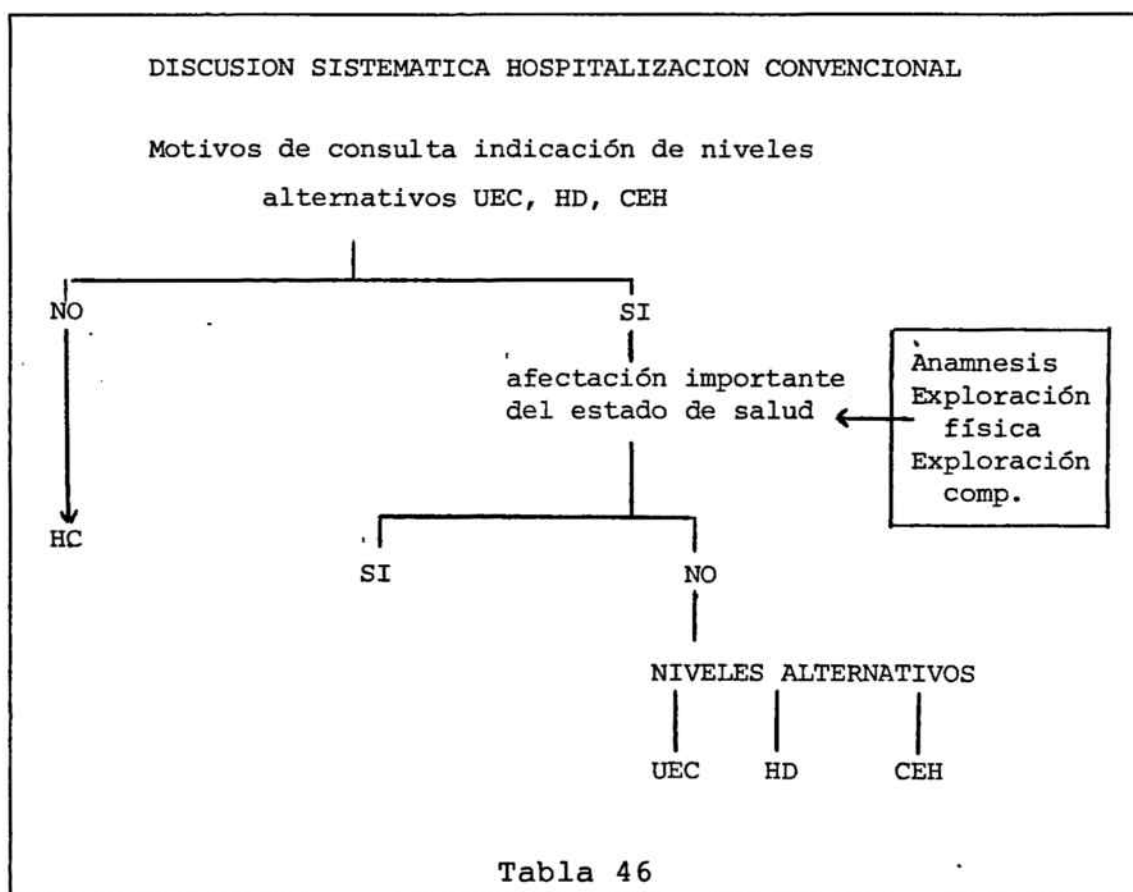 DISCUSION SISTEMATICA HOSPITALIZACION CONVENCIONAL
Motivos de consulta indicación de niveles
alternativos UEC, HD, CEH
NO
SI
afectación importante
del estado de salud
Anamnesis
Exploración
física
Exploración
comp.
HC
SI
NO
NIVELES ALTERNATIVOS
UEC HD CEH
Tabla 46